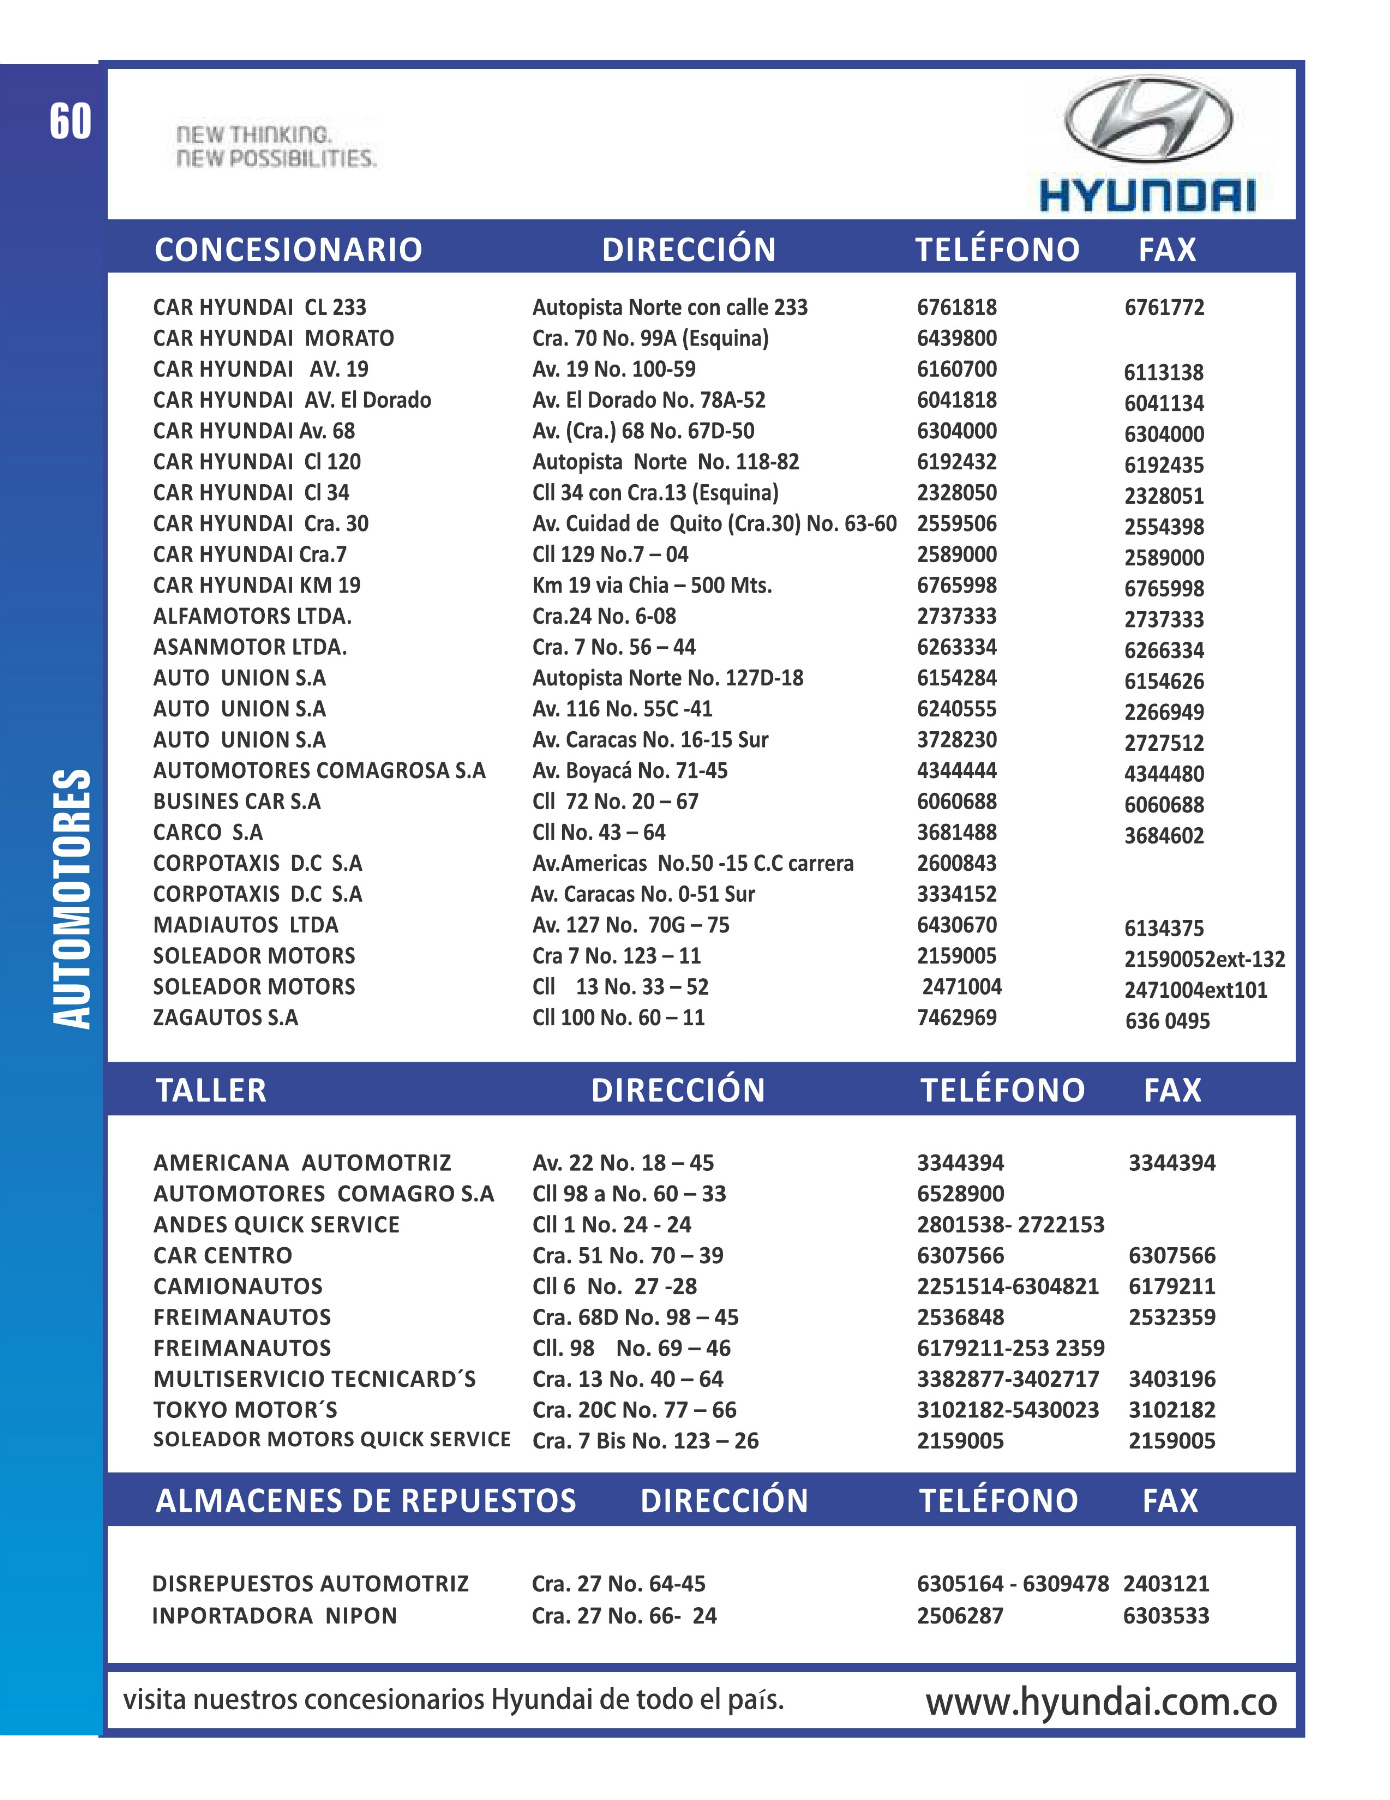 60
NEW THINKING.
NEW POSSIBILITIES.
HYUNDAI
CONCESIONARIO DIRECCIÓN TELÉFONO FAX
CAR HYUNDAI CL 233 Autopista Norte con calle 233 6761818 6761772
CAR HYUNDAI MORATO Cra. 70 No. 99A (Esquina) 6439800
CAR HYUNDAI AV. 19 Av. 19 No. 100-59 6160700 6113138
CAR HYUNDAI AV. El Dorado Av. El Dorado No. 78A-52 6041818 6041134
CAR HYUNDAI Av. 68 Av. (Cra.) 68 No. 67D-50 6304000 6304000
CAR HYUNDAI Cl 120 Autopista Norte No. 118-82 6192432 6192435
CAR HYUNDAI Cl 34 Cll 34 con Cra.13 (Esquina) 2328050 2328051
CAR HYUNDAI Cra. 30 Av. Cuidad de Quito (Cra.30) No. 63-60 2559506 2554398
CAR HYUNDAI Cra.7 Cll 129 No.7 – 04 2589000 2589000
CAR HYUNDAI KM 19 Km 19 via Chia – 500 Mts. 6765998 6765998
ALFAMOTORS LTDA. Cra.24 No. 6-08 2737333 2737333
ASANMOTOR LTDA. Cra. 7 No. 56 – 44 6263334 6266334
AUTO UNION S.A Autopista Norte No. 127D-18 6154284 6154626
AUTO UNION S.A Av. 116 No. 55C -41 6240555 2266949
AUTO UNION S.A Av. Caracas No. 16-15 Sur 3728230 2727512
AUTOMOTORES COMAGROSA S.A Av. Boyacá No. 71-45 4344444 4344480
BUSINES CAR S.A Cll 72 No. 20 – 67 6060688 6060688
CARCO S.A Cll No. 43 – 64 3681488 3684602
CORPOTAXIS D.C S.A Av.Americas No.50 -15 C.C carrera 2600843
CORPOTAXIS D.C S.A Av. Caracas No. 0-51 Sur 3334152
MADIAUTOS LTDA Av. 127 No. 70G – 75 6430670 6134375
SOLEADOR MOTORS Cra 7 No. 123 – 11 2159005 21590052ext-132
SOLEADOR MOTORS Cll 13 No. 33 – 52 2471004 2471004ext101
ZAGAUTOS S.A Cll 100 No. 60 – 11 7462969 636 0495
AUTOMOTORES
TALLER DIRECCIÓN TELÉFONO FAX
AMERICANA AUTOMOTRIZ Av. 22 No. 18 – 45 3344394 3344394
AUTOMOTORES COMAGRO S.A Cll 98 a No. 60 – 33 6528900
ANDES QUICK SERVICE Cll 1 No. 24 - 24 2801538- 2722153
CAR CENTRO Cra. 51 No. 70 – 39 6307566 6307566
CAMIONAUTOS Cll 6 No. 27 -28 2251514-6304821 6179211
FREIMANAUTOS Cra. 68D No. 98 – 45 2536848 2532359
FREIMANAUTOS Cll. 98 No. 69 – 46 6179211-253 2359
MULTISERVICIO TECNICARD´S Cra. 13 No. 40 – 64 3382877-3402717 3403196
TOKYO MOTOR´S Cra. 20C No. 77 – 66 3102182-5430023 3102182
SOLEADOR MOTORS QUICK SERVICE Cra. 7 Bis No. 123 – 26 2159005 2159005
ALMACENES DE REPUESTOS DIRECCIÓN TELÉFONO FAX
DISREPUESTOS AUTOMOTRIZ Cra. 27 No. 64-45 6305164 - 6309478 2403121
INPORTADORA NIPON Cra. 27 No. 66- 24 2506287 6303533
visita nuestros concesionarios Hyundai de todo el país. www.hyundai.com.co